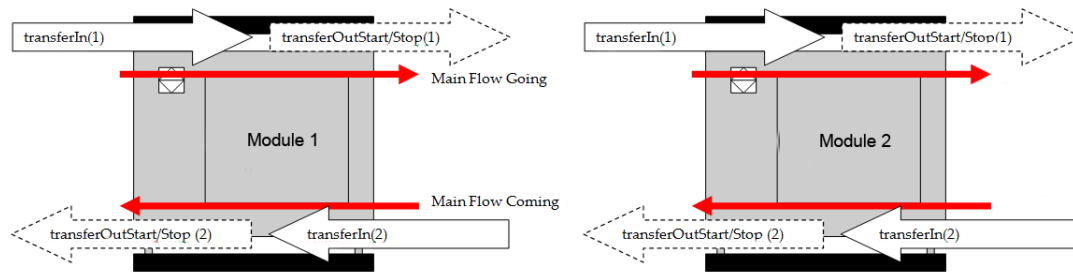 transferIn(1)
transferOutStart/Stop(1)
Main Flow Going
Module 1
Main Flow Coming
transferOutStart/Stop (2)
transferIn(2)
transferIn(1)
transferOutStart/Stop(1)
Module 2
transferOutStart/Stop (2)
transferIn(2)